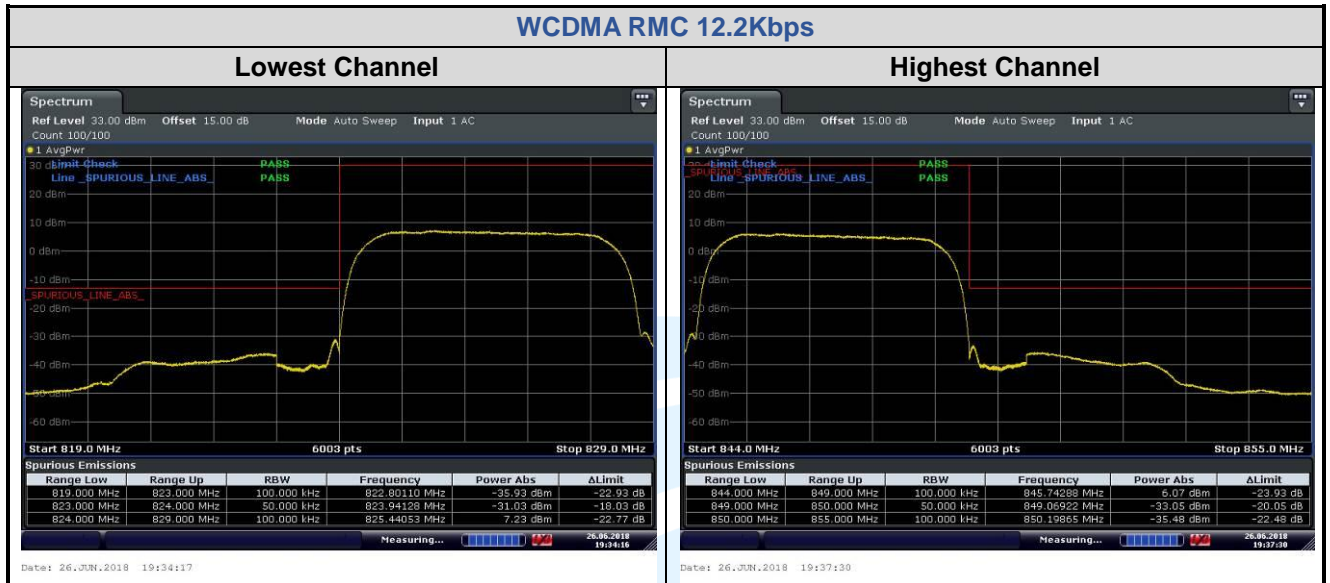 WCDMA RMC 12.2Kbps
Lowest Channel
Highest Channel
Spectrum
Ref Level 33.00 dBm Offset 15.00 dB Mode Auto Sweep Input 1 AC
Count 100/100
1 AvgPwr
30 dBm
Limit Check PASS
Line _SPURIOUS_LINE_ABS_ PASS
20 dBm
10 dBm
0 dBm
-10 dBm
_SPURIOUS_LINE_ABS_
-20 dBm
-30 dBm
-40 dBm
-50 dBm
-60 dBm
Start 819.0 MHz 6003 pts Stop 829.0 MHz
Spurious Emissions
Range Low Range Up RBW Frequency Power Abs ΔLimit
819.000 MHz 823.000 MHz 100.000 kHz 822.80110 MHz -35.93 dBm -22.93 dB
823.000 MHz 824.000 MHz 50.000 kHz 823.94128 MHz -31.03 dBm -18.03 dB
824.000 MHz 829.000 MHz 100.000 kHz 825.44053 MHz 7.23 dBm -22.77 dB
Measuring... 26.06.2018
19:34:16
Date: 26.JUN.2018 19:34:17
Spectrum
Ref Level 33.00 dBm Offset 15.00 dB Mode Auto Sweep Input 1 AC
Count 100/100
1 AvgPwr
Limit Check PASS
_SPURIOUS_LINE_ABS_
Line _SPURIOUS_LINE_ABS_ PASS
20 dBm
10 dBm
0 dBm
-10 dBm
-20 dBm
-30 dBm
-40 dBm
-50 dBm
-60 dBm
Start 844.0 MHz 6003 pts Stop 855.0 MHz
Spurious Emissions
Range Low Range Up RBW Frequency Power Abs ΔLimit
844.000 MHz 849.000 MHz 100.000 kHz 845.74288 MHz 6.07 dBm -23.93 dB
849.000 MHz 850.000 MHz 50.000 kHz 849.06922 MHz -33.05 dBm -20.05 dB
850.000 MHz 855.000 MHz 100.000 kHz 850.19865 MHz -35.48 dBm -22.48 dB
Measuring... 26.06.2018
19:37:30
Date: 26.JUN.2018 19:37:30